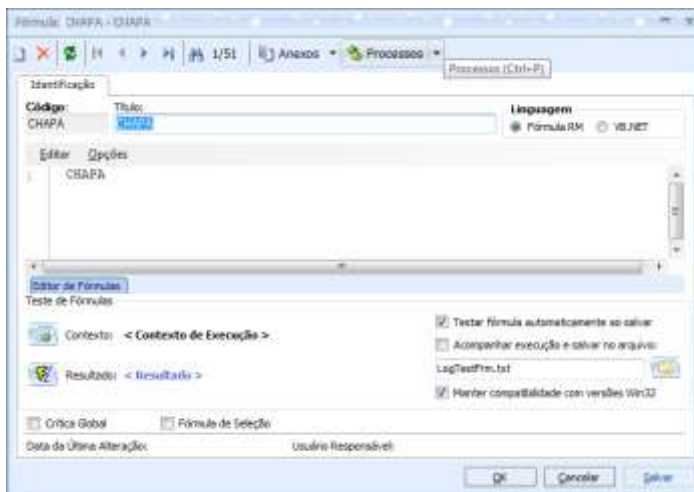 Fórmula: CHAPA - CHAPA
1/51 Anexos Processos
Processos (Ctrl+P)
Identificação
Código: Título: Linguagem
CHAPA CHAPA Fórmula RM VB.NET
Editar Opções
CHAPA
Editor de Fórmulas
Teste de Fórmulas
Contexto: < Contexto de Execução >
Testar fórmula automaticamente ao salvar
Acompanhar execução e salvar no arquivo:
Resultado: < Resultado >
LogTestFrm.txt
Manter compatibilidade com versões Win32
Crítica Global Fórmula de Seleção
Data da Última Alteração: Usuário Responsável:
OK Cancelar Salvar